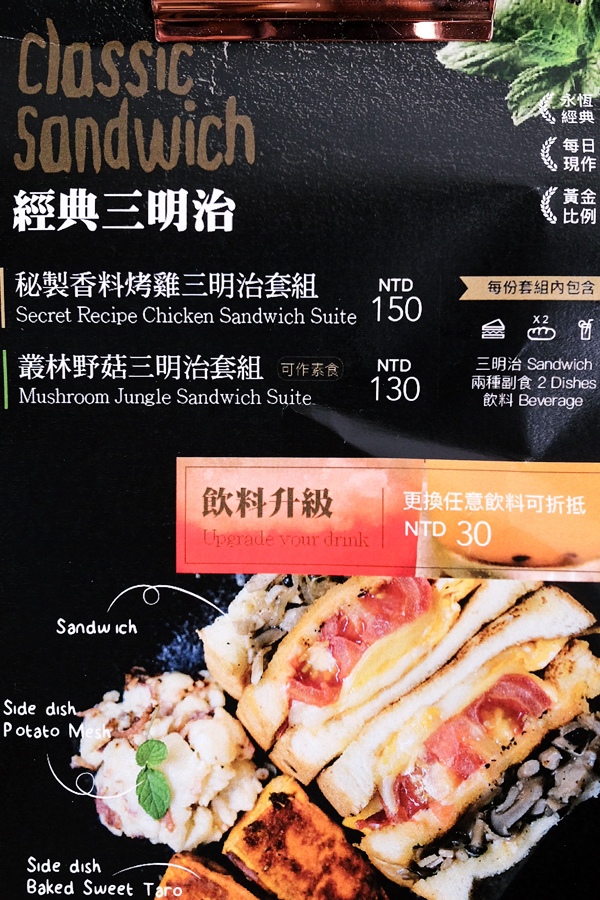 Classic
Sandwich
經典三明治
永恆
經典
每日
現作
黃金
比例
秘製香料烤雞三明治套組
Secret Recipe Chicken Sandwich Suite
NTD
150
叢林野菇三明治套組 可作素食
Mushroom Jungle Sandwich Suite
NTD
130
每份套組內包含
X2
三明治 Sandwich
兩種副食 2 Dishes
飲料 Beverage
飲料升級
Upgrade your drink
更換任意飲料可折抵
NTD 30
Sandwich
Side dish
Potato Mesh
Side dish
Baked Sweet Taro